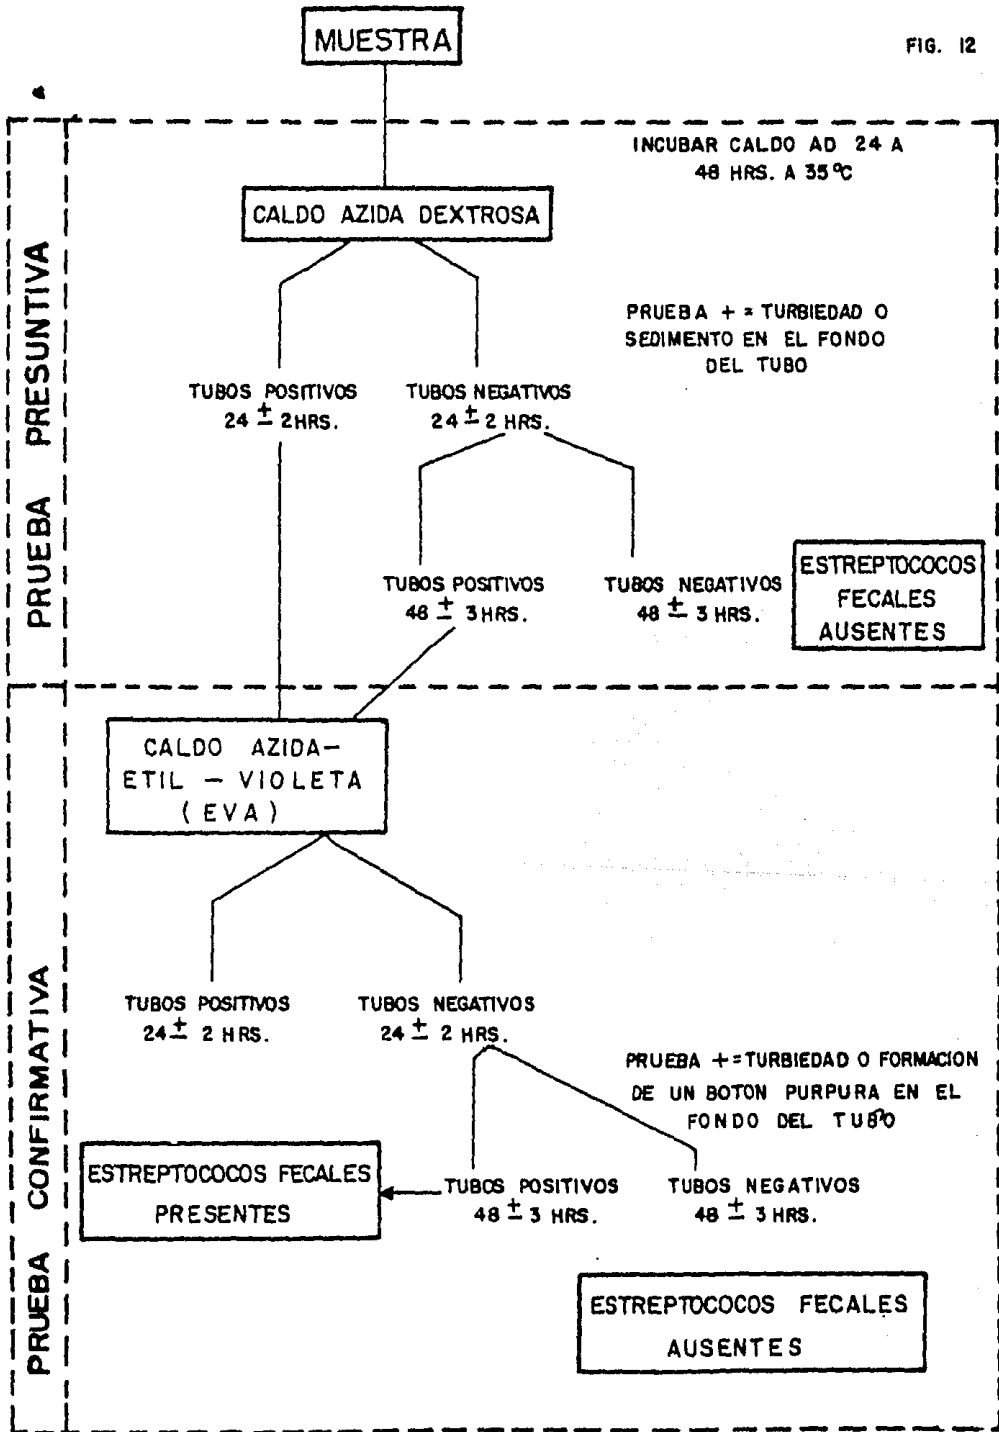 MUESTRA
FIG. 12
INCUBAR CALDO AD 24 A
48 HRS. A 35°C
CALDO AZIDA DEXTROSA
PRUEBA PRESUNTIVA
PRUEBA + = TURBIEDAD O
SEDIMENTO EN EL FONDO
DEL TUBO
TUBOS POSITIVOS
24 ± 2 HRS.
TUBOS NEGATIVOS
24 ± 2 HRS.
TUBOS POSITIVOS
48 ± 3 HRS.
TUBOS NEGATIVOS
48 ± 3 HRS.
ESTREPTOCOCOS
FECALES
AUSENTES
CALDO AZIDA-
ETIL - VIOLETA
(EVA)
PRUEBA CONFIRMATIVA
TUBOS POSITIVOS
24 ± 2 HRS.
TUBOS NEGATIVOS
24 ± 2 HRS.
PRUEBA + = TURBIEDAD O FORMACION
DE UN BOTON PURPURA EN EL
FONDO DEL TUBO
ESTREPTOCOCOS FECALES
PRESENTES
TUBOS POSITIVOS
48 ± 3 HRS.
TUBOS NEGATIVOS
48 ± 3 HRS.
ESTREPTOCOCOS FECALES
AUSENTES